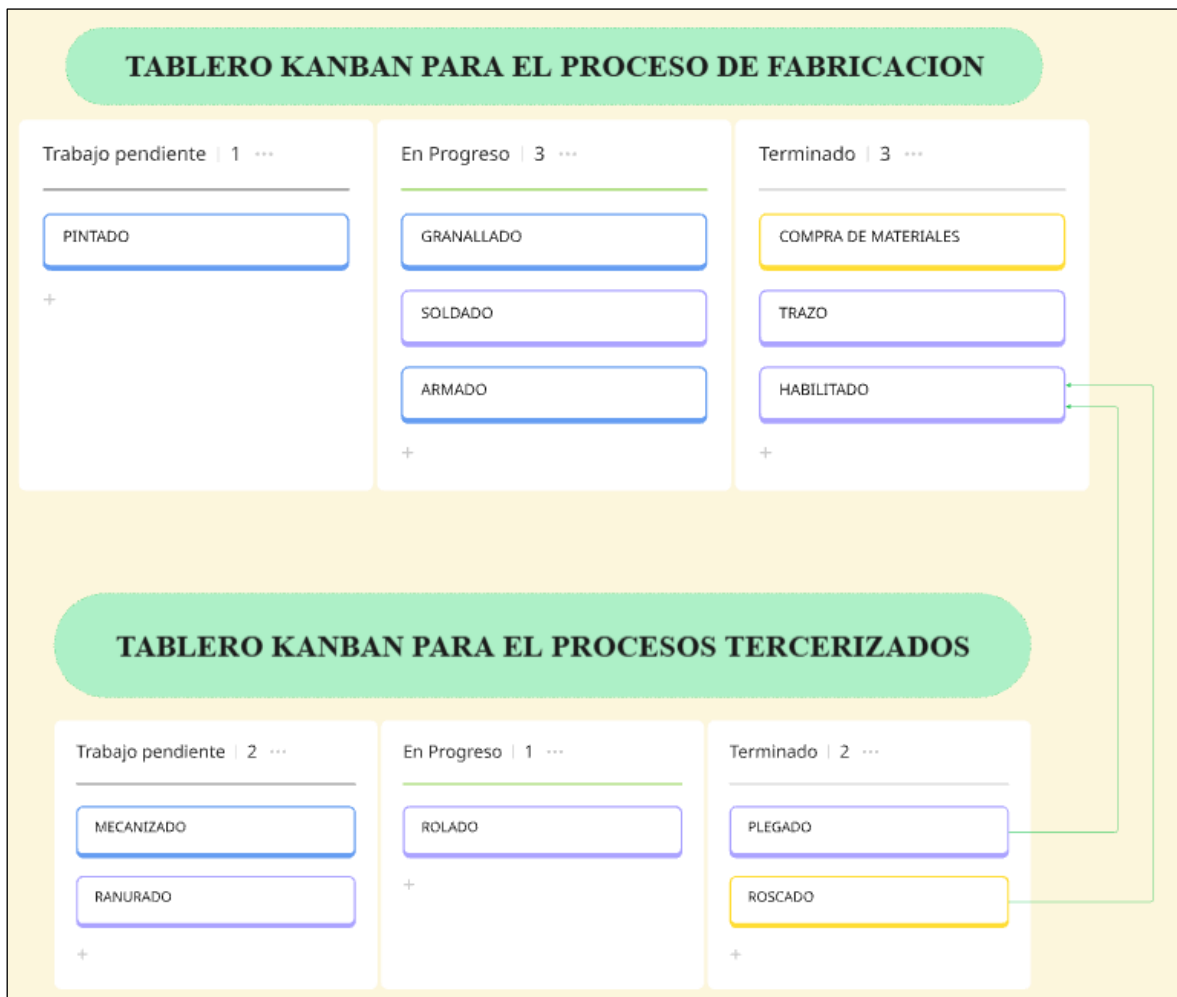 TABLERO KANBAN PARA EL PROCESO DE FABRICACION
Trabajo pendiente | 1 ...
PINTADO
+
En Progreso | 3 ...
GRANALLADO
SOLDADO
ARMADO
+
Terminado | 3 ...
COMPRA DE MATERIALES
TRAZO
HABILITADO
+
TABLERO KANBAN PARA EL PROCESOS TERCERIZADOS
Trabajo pendiente | 2 ...
MECANIZADO
RANURADO
+
En Progreso | 1 ...
ROLADO
+
Terminado | 2 ...
PLEGADO
ROSCADO
+